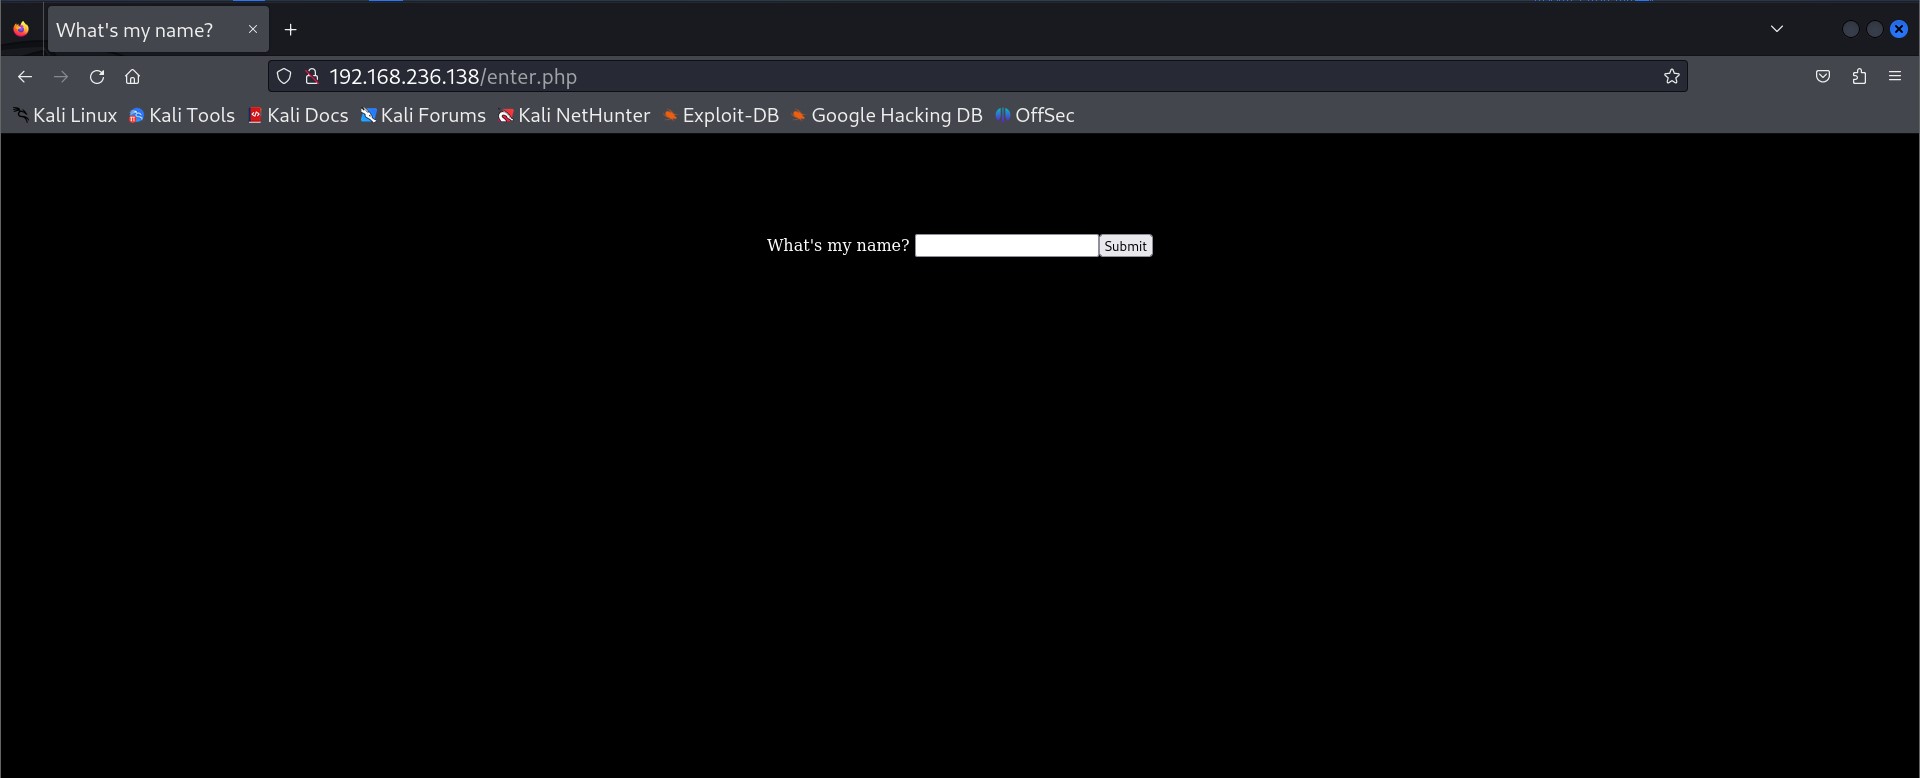 What's my name?
192.168.236.138/enter.php
Kali Linux Kali Tools Kali Docs Kali Forums Kali NetHunter Exploit-DB Google Hacking DB OffSec
What's my name? Submit